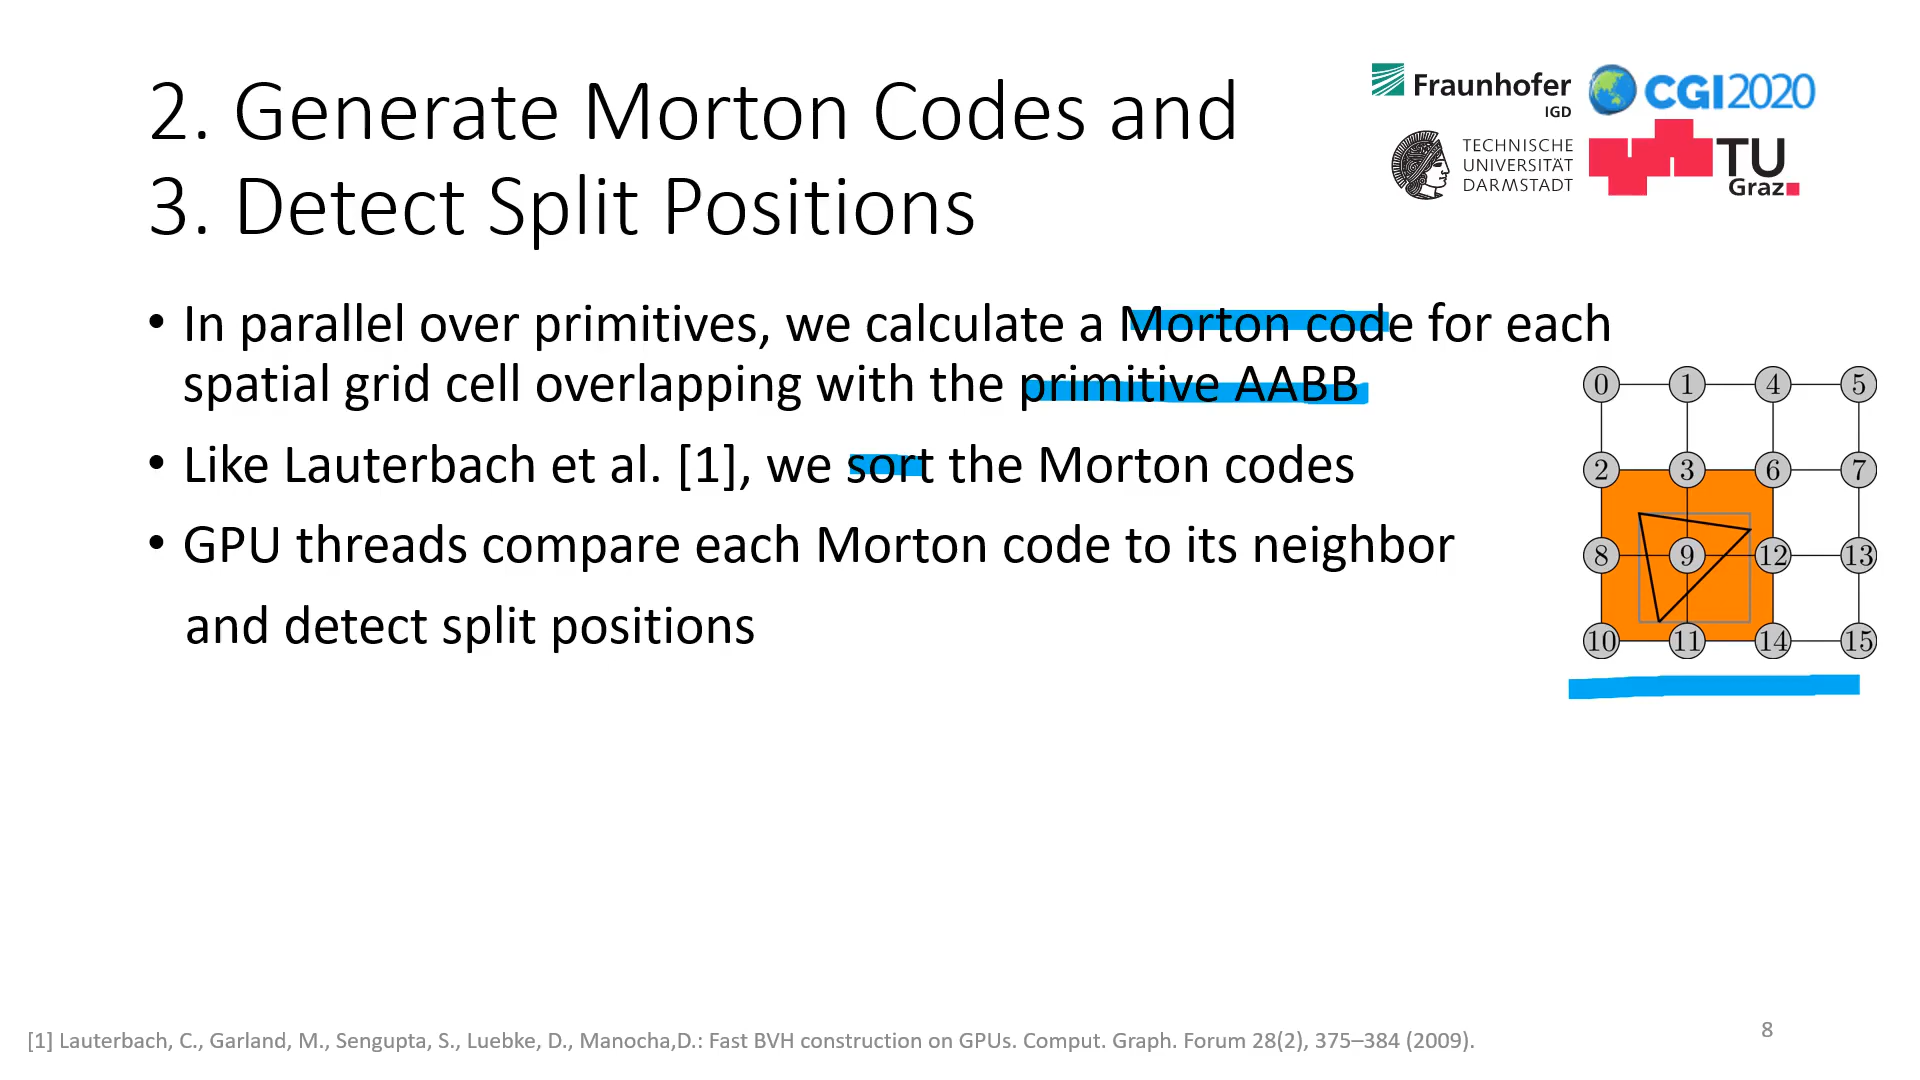 2. Generate Morton Codes and
3. Detect Split Positions
Fraunhofer
IGD
CGI2020
TECHNISCHE
UNIVERSITÄT
DARMSTADT
TU
Graz
• In parallel over primitives, we calculate a Morton code for each
spatial grid cell overlapping with the primitive AABB
• Like Lauterbach et al. [1], we sort the Morton codes
• GPU threads compare each Morton code to its neighbor
and detect split positions
0 1 4 5
2 3 6 7
8 9 12 13
10 11 14 15
[1] Lauterbach, C., Garland, M., Sengupta, S., Luebke, D., Manocha,D.: Fast BVH construction on GPUs. Comput. Graph. Forum 28(2), 375–384 (2009).
8